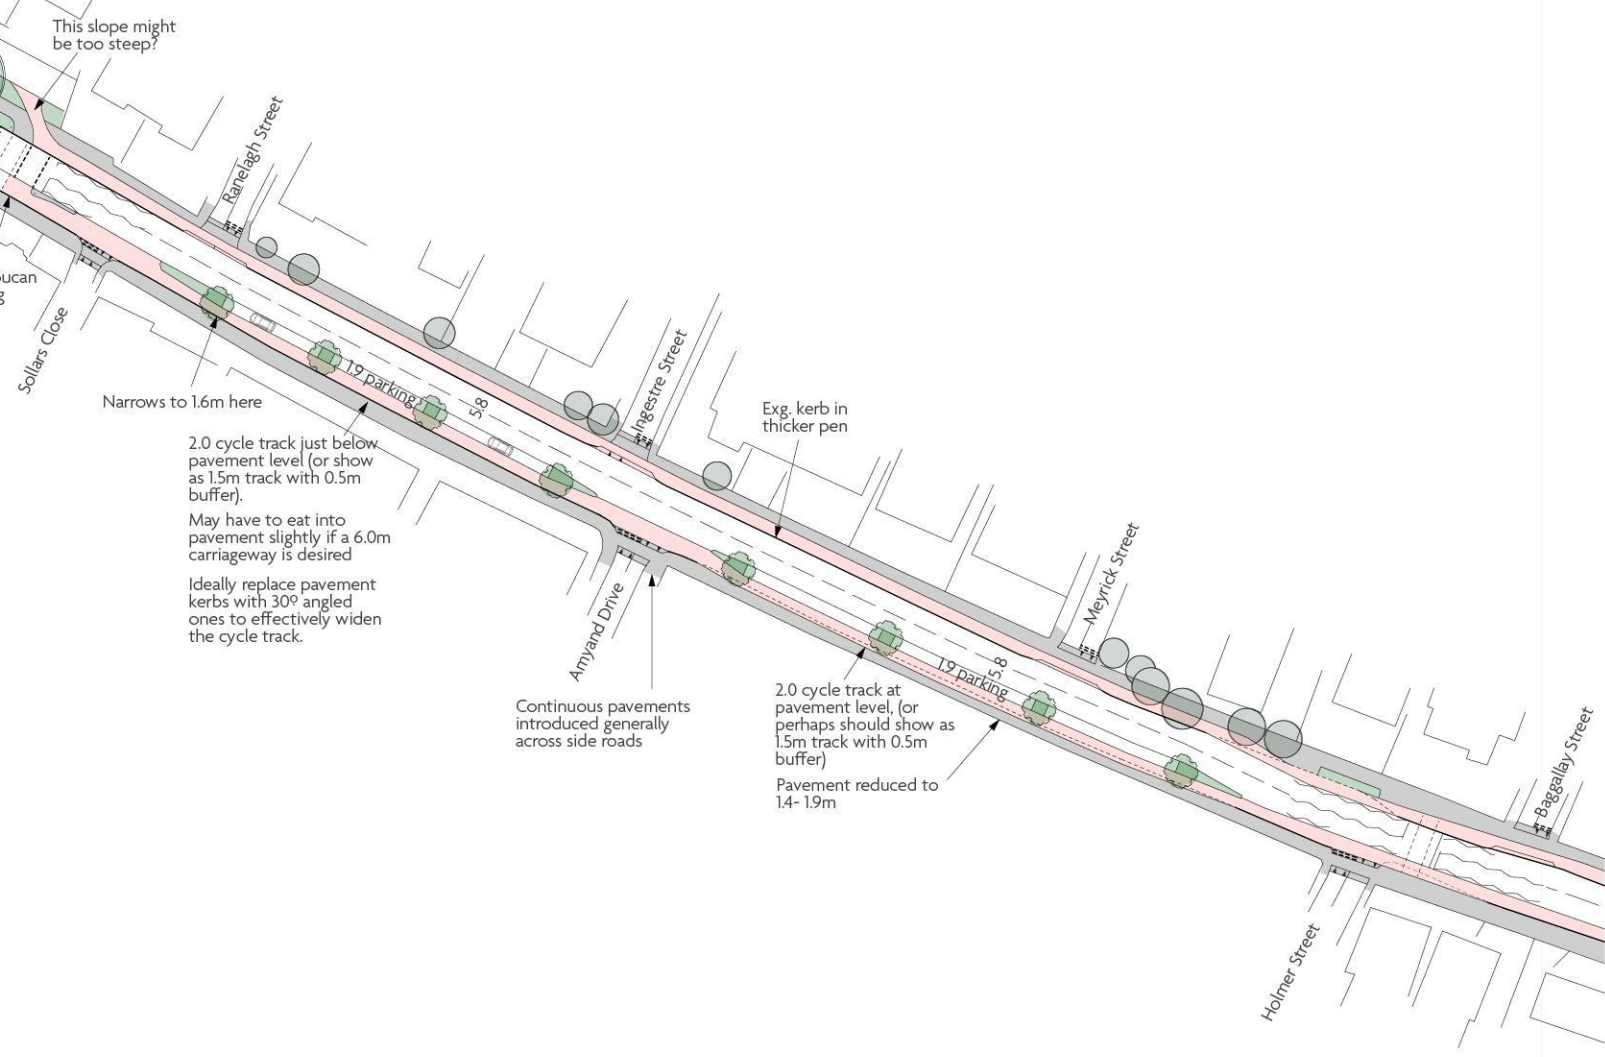 This slope might
be too steep?
Ranelagh Street
Sollars Close
Narrows to 1.6m here
1.9 parking
5.8
2.0 cycle track just below
pavement level (or show
as 1.5m track with 0.5m
buffer).
May have to eat into
pavement slightly if a 6.0m
carriageway is desired
Ideally replace pavement
kerbs with 30º angled
ones to effectively widen
the cycle track.
Ingestre Street
Exg. kerb in
thicker pen
Amyand Drive
Continuous pavements
introduced generally
across side roads
Meyrick Street
1.9 parking
5.8
2.0 cycle track at
pavement level, (or
perhaps should show as
1.5m track with 0.5m
buffer)
Pavement reduced to
1.4- 1.9m
Baggallay Street
Holmer Street